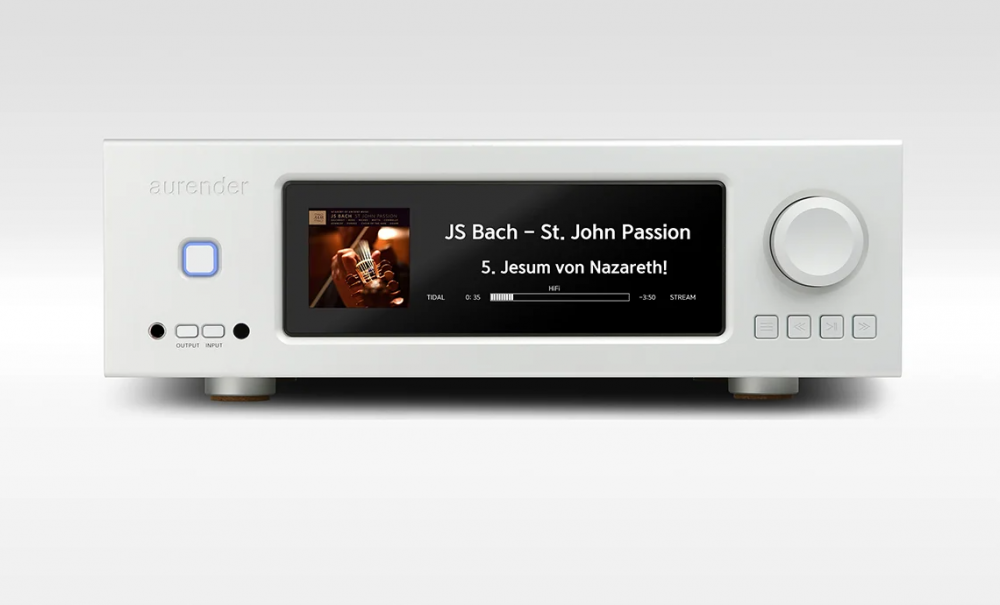 aurender
JS BACH ST JOHN PASSION
JS Bach – St. John Passion
5. Jesum von Nazareth!
HiFi
TIDAL 0: 35 -3:50 STREAM
OUTPUT INPUT